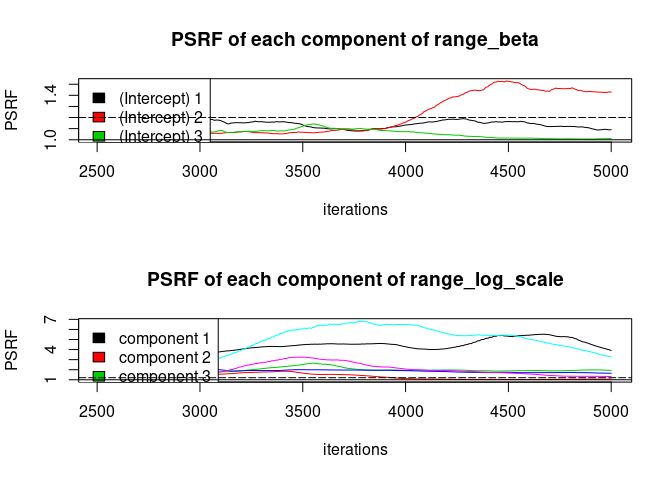 PSRF of each component of range_beta
PSRF
1.0 1.4
(Intercept) 1
(Intercept) 2
(Intercept) 3
2500 3000 3500 4000 4500 5000
iterations
PSRF of each component of range_log_scale
PSRF
1 4 7
component 1
component 2
component 3
2500 3000 3500 4000 4500 5000
iterations